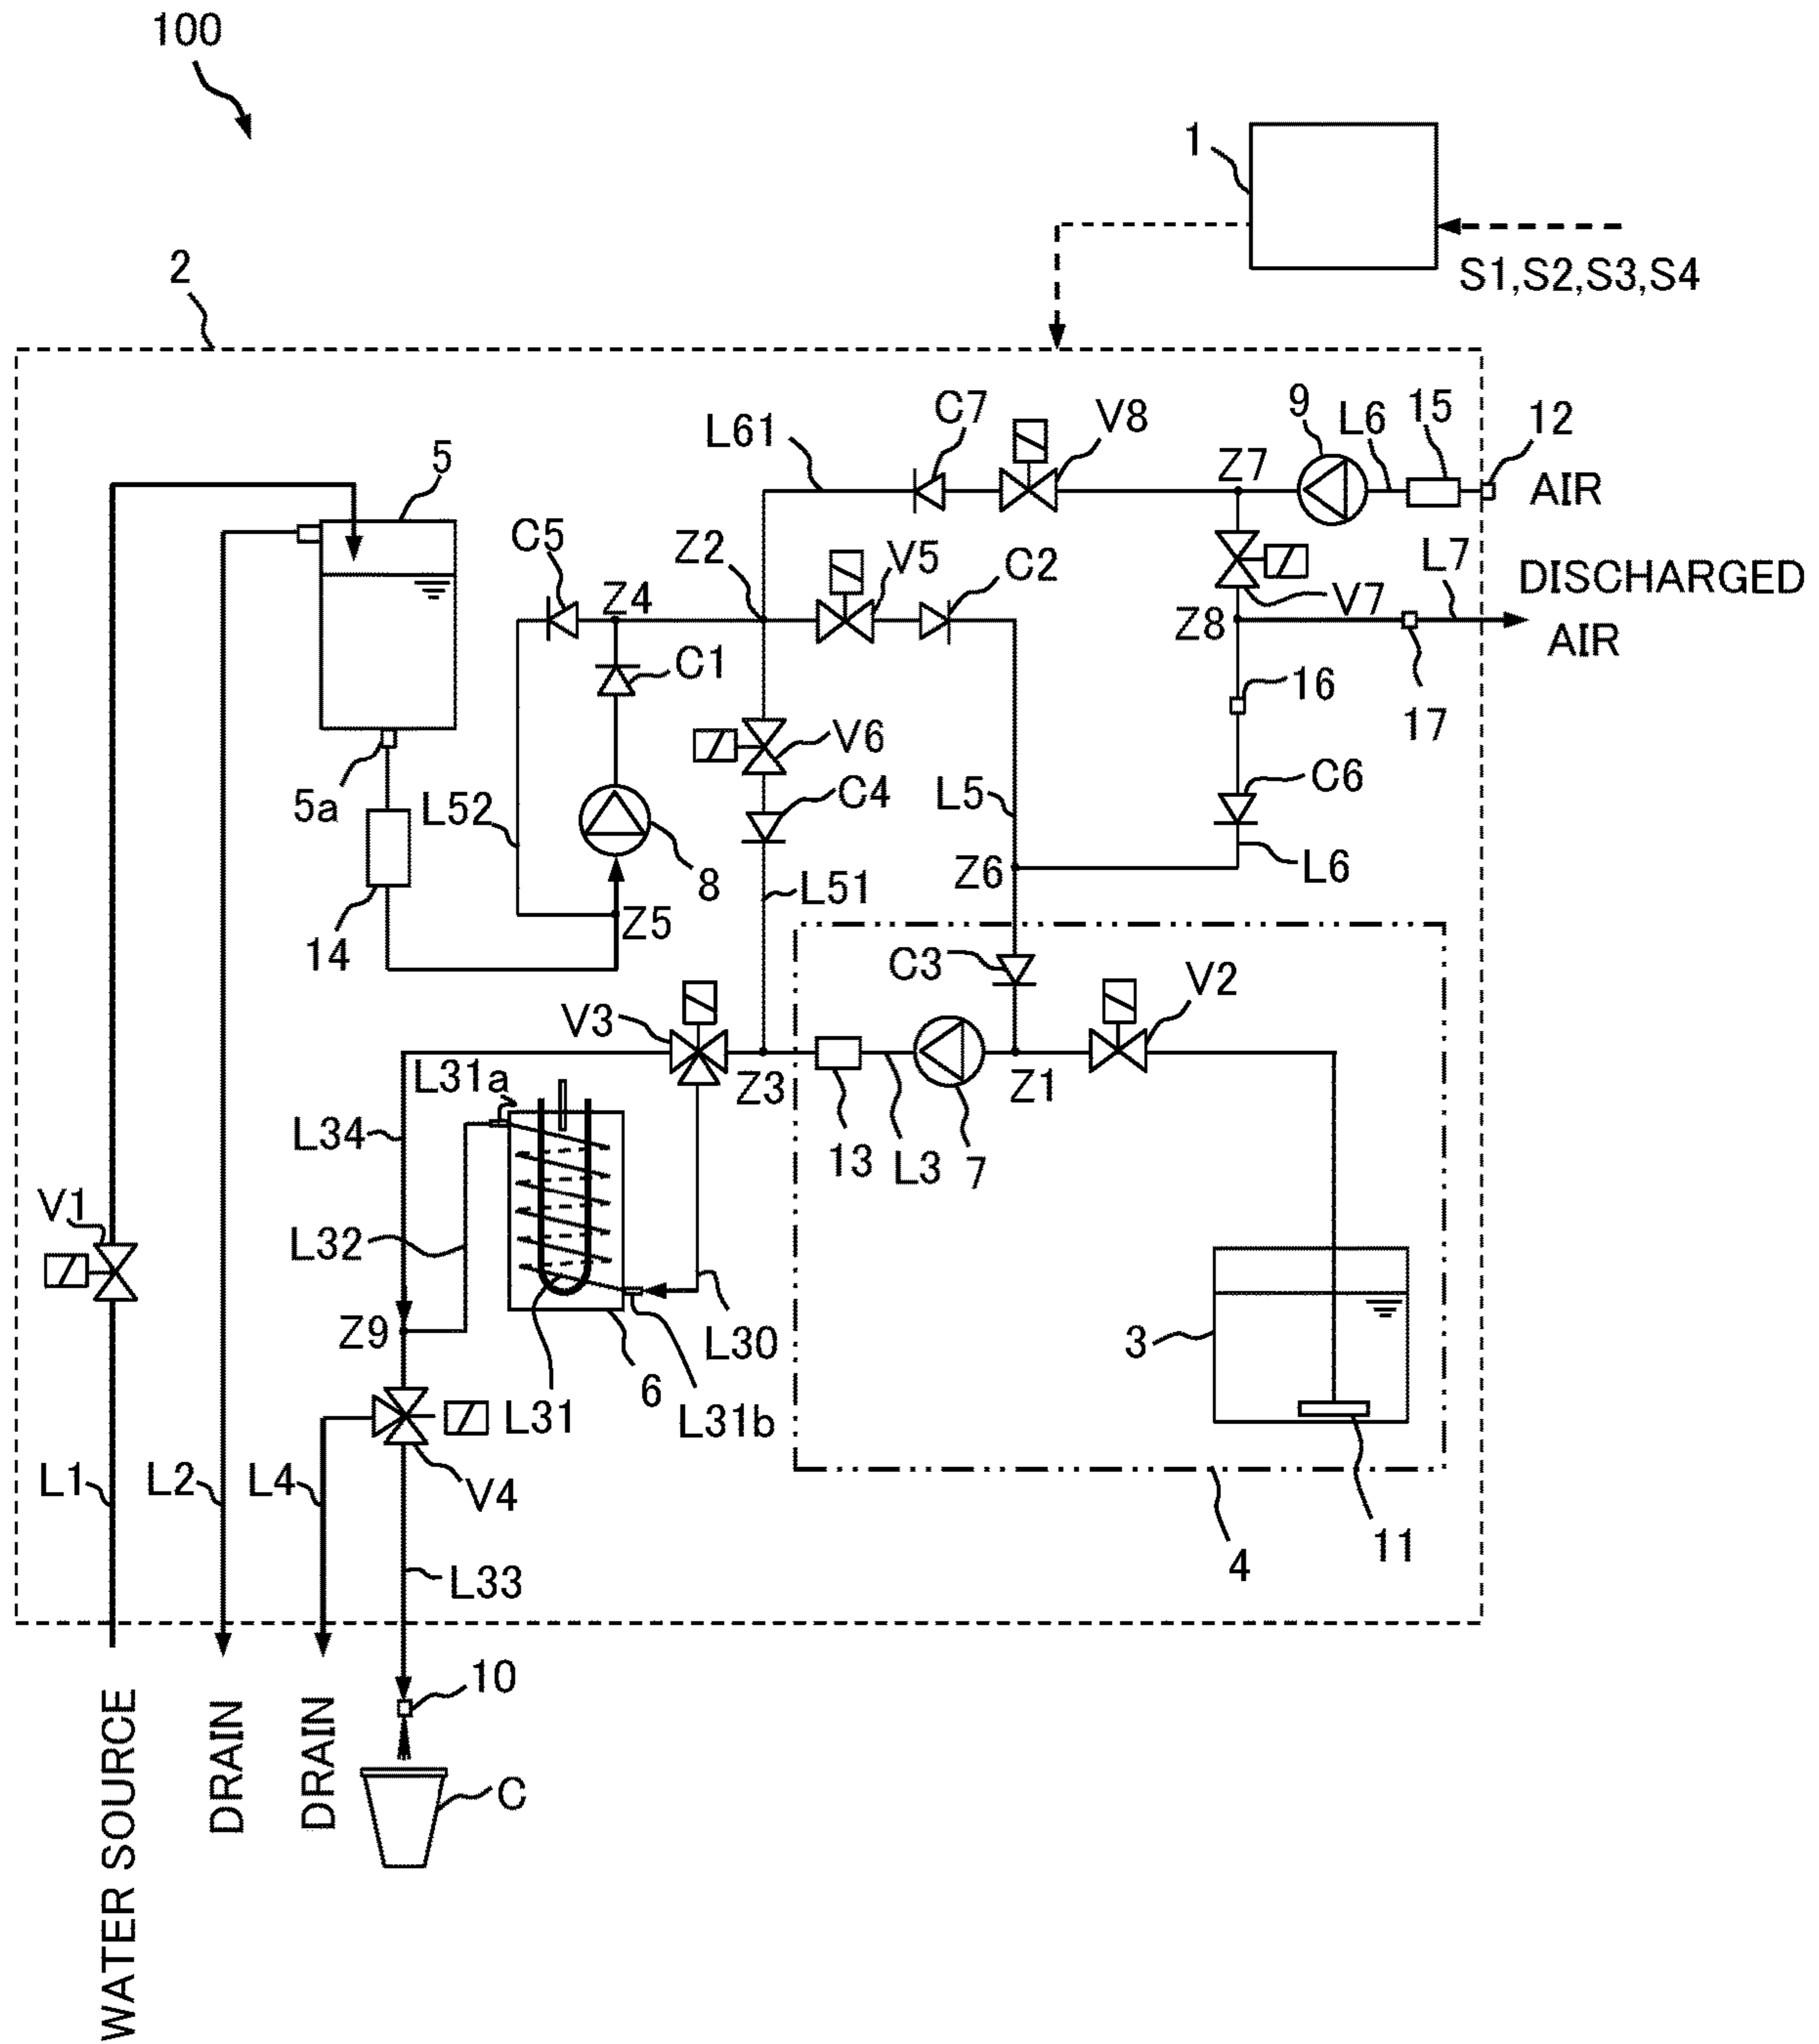 100
1
S1,S2,S3,S4
2
C7
V8
9
L6
15
12
L61
Z7
AIR
5
C5
Z2
V5
C2
L7
DISCHARGED
AIR
Z4
V7
Z8
C1
16
17
V6
5a
L52
C4
L5
C6
8
Z6
L6
L51
Z5
14
C3
V2
V3
L31a
Z3
Z1
L34
13
L3
7
V1
L32
Z9
L30
3
6
L31
L31b
L1
L2
L4
V4
11
4
L33
10
C
WATER SOURCE
DRAIN
DRAIN